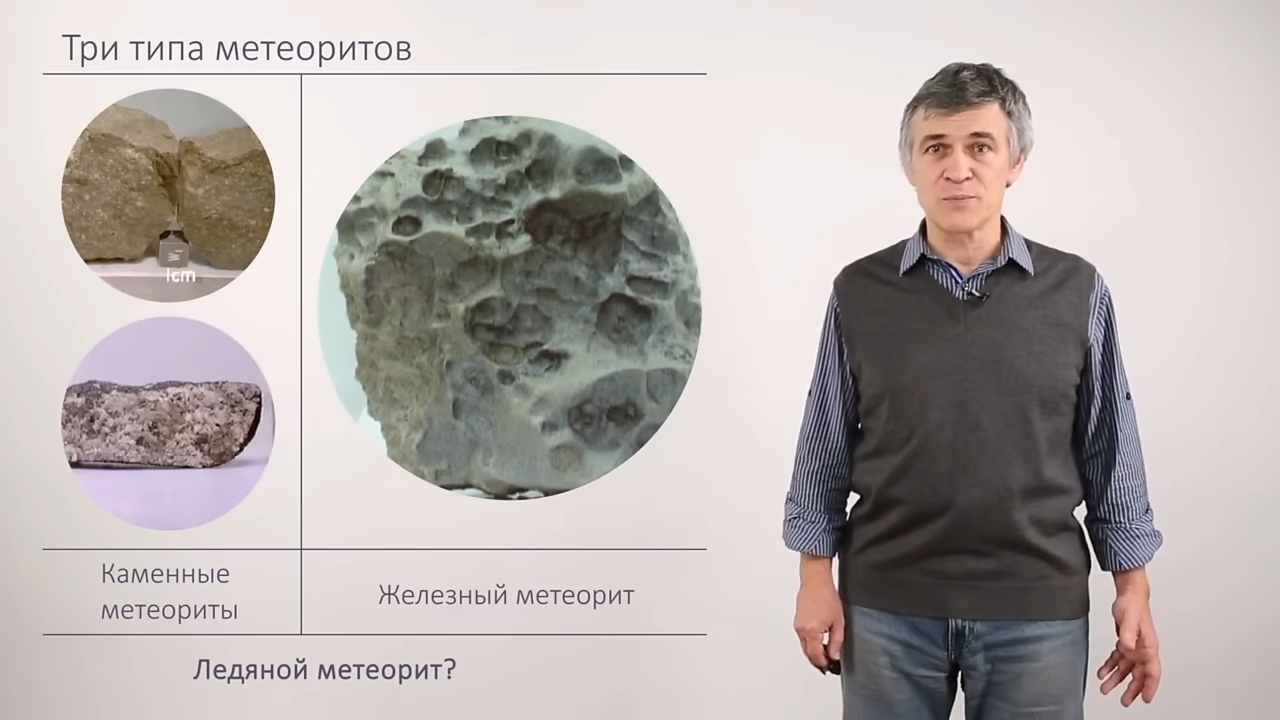 Три типа метеоритов
1cm
Каменные
метеориты
Железный метеорит
Ледяной метеорит?